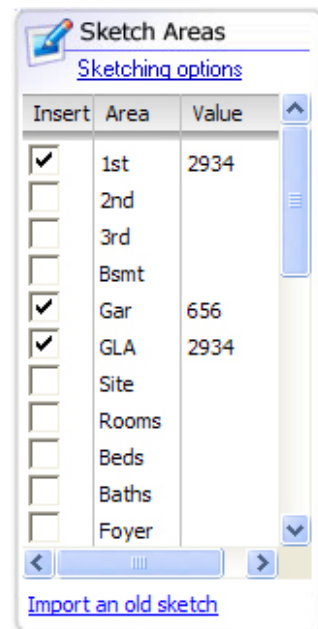 Sketch Areas
Sketching options
Insert Area Value
1st 2934
2nd
3rd
Bsmt
Gar 656
GLA 2934
Site
Rooms
Beds
Baths
Foyer
Import an old sketch